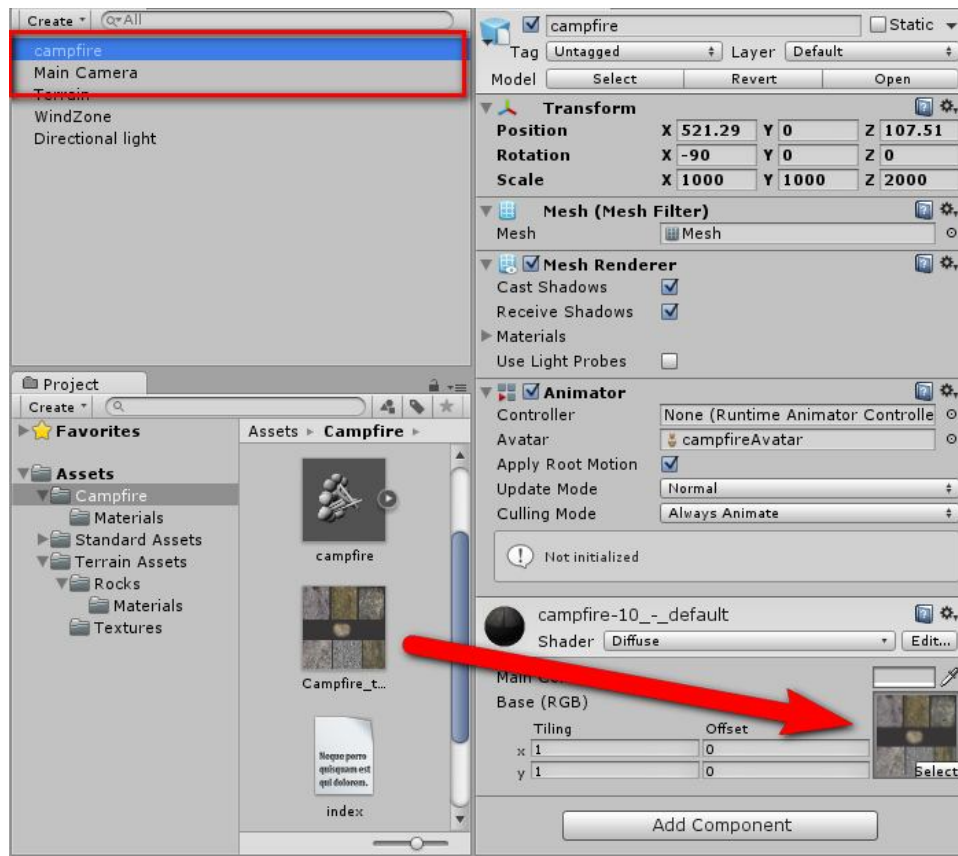 Create
All
campfire
Main Camera
Terrain
WindZone
Directional light
Project
Create
Favorites
Assets
Campfire
Materials
Standard Assets
Terrain Assets
Rocks
Materials
Textures
Assets Campfire
campfire
Campfire_t...
Neque porro
quisquam est
qui dolorem.
index
campfire Static
Tag Untagged Layer Default
Model Select Revert Open
Transform
Position X 521.29 Y 0 Z 107.51
Rotation X -90 Y 0 Z 0
Scale X 1000 Y 1000 Z 2000
Mesh (Mesh Filter)
Mesh Mesh
Mesh Renderer
Cast Shadows
Receive Shadows
Materials
Use Light Probes
Animator
Controller None (Runtime Animator Controlle
Avatar campfireAvatar
Apply Root Motion
Update Mode Normal
Culling Mode Always Animate
Not initialized
campfire-10_-_default
Shader Diffuse Edit...
Main
Base (RGB)
Tiling Offset
x 1 0
y 1 0
Select
Add Component